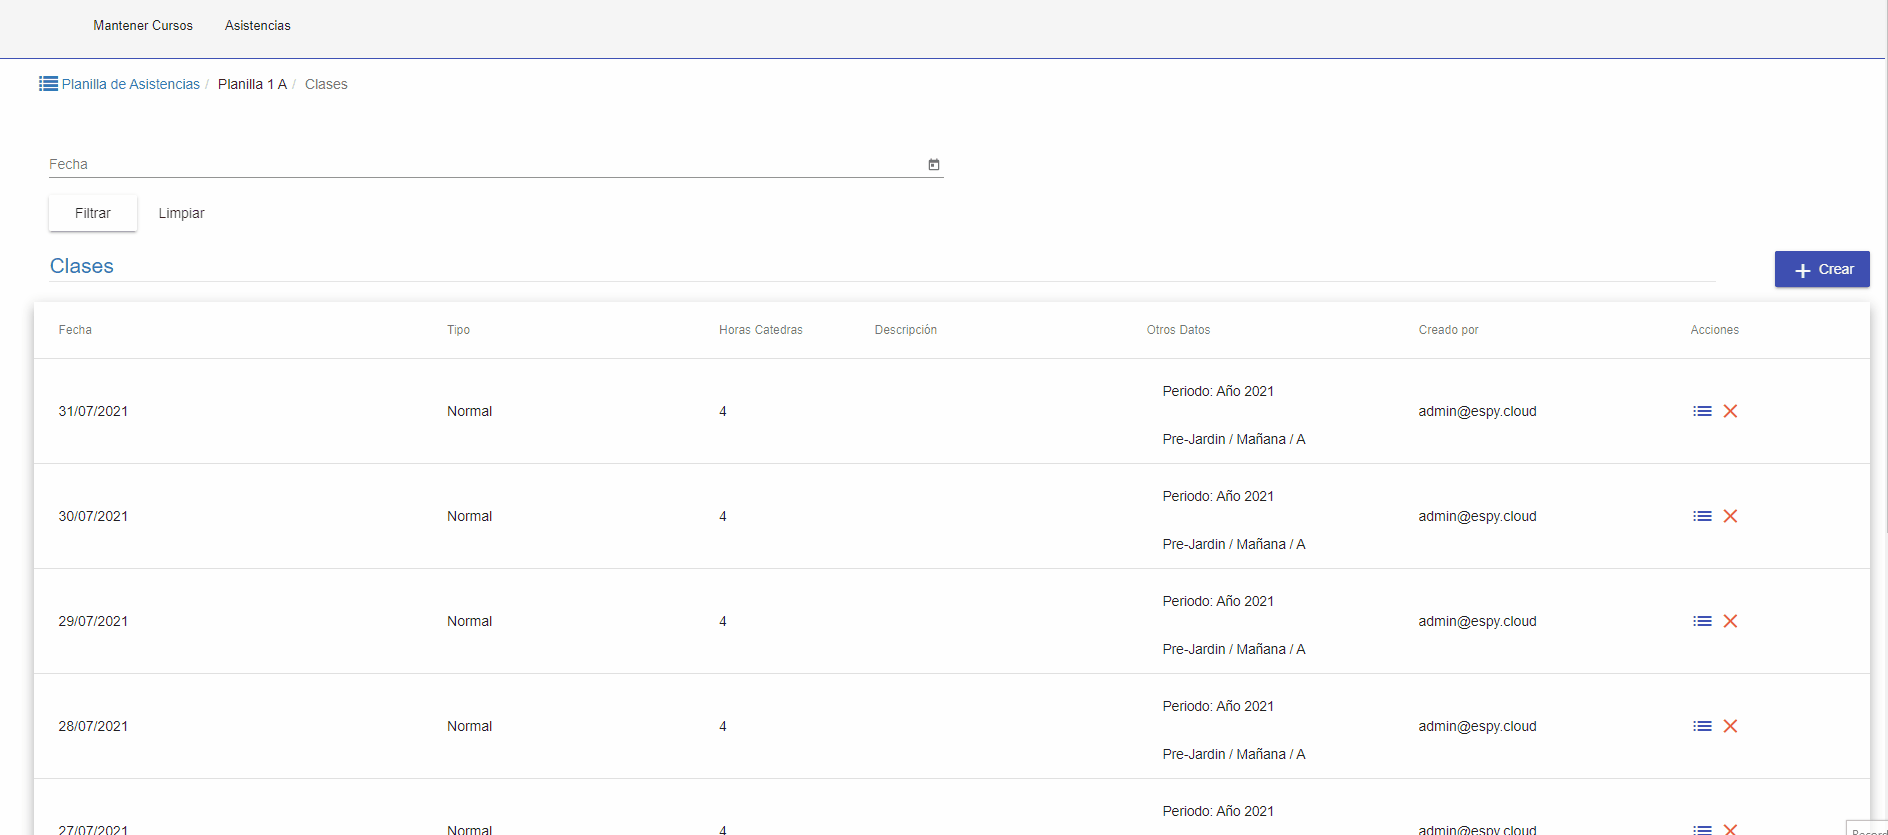 Mantener Cursos Asistencias
Planilla de Asistencias / Planilla 1 A / Clases
Fecha
Filtrar Limpiar
Clases
Crear
Fecha Tipo Horas Catedras Descripción Otros Datos Creado por Acciones
Periodo: Año 2021
31/07/2021 Normal 4 admin@espy.cloud
Pre-Jardin / Mañana / A
Periodo: Año 2021
30/07/2021 Normal 4 admin@espy.cloud
Pre-Jardin / Mañana / A
Periodo: Año 2021
29/07/2021 Normal 4 admin@espy.cloud
Pre-Jardin / Mañana / A
Periodo: Año 2021
28/07/2021 Normal 4 admin@espy.cloud
Pre-Jardin / Mañana / A
Periodo: Año 2021
27/07/2021 Normal 4 admin@espy.cloud